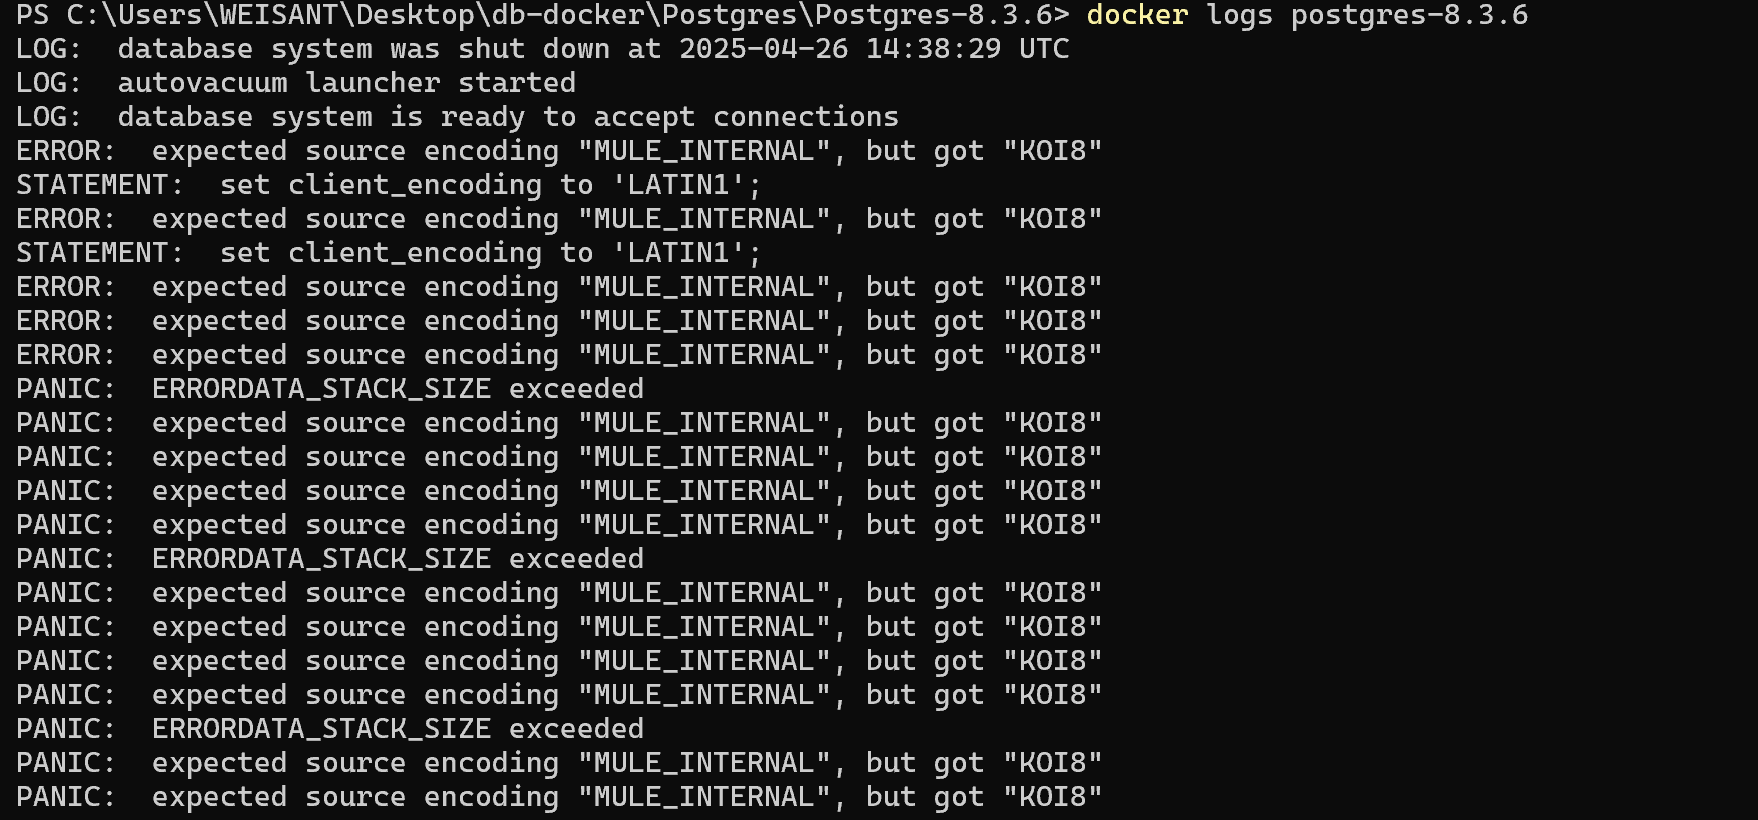 PS C:\Users\WEISANT\Desktop\db-docker\Postgres\Postgres-8.3.6> docker logs postgres-8.3.6
LOG:  database system was shut down at 2025-04-26 14:38:29 UTC
LOG:  autovacuum launcher started
LOG:  database system is ready to accept connections
ERROR:  expected source encoding "MULE_INTERNAL", but got "KOI8"
STATEMENT:  set client_encoding to 'LATIN1';
ERROR:  expected source encoding "MULE_INTERNAL", but got "KOI8"
STATEMENT:  set client_encoding to 'LATIN1';
ERROR:  expected source encoding "MULE_INTERNAL", but got "KOI8"
ERROR:  expected source encoding "MULE_INTERNAL", but got "KOI8"
ERROR:  expected source encoding "MULE_INTERNAL", but got "KOI8"
PANIC:  ERRORDATA_STACK_SIZE exceeded
PANIC:  expected source encoding "MULE_INTERNAL", but got "KOI8"
PANIC:  expected source encoding "MULE_INTERNAL", but got "KOI8"
PANIC:  expected source encoding "MULE_INTERNAL", but got "KOI8"
PANIC:  expected source encoding "MULE_INTERNAL", but got "KOI8"
PANIC:  ERRORDATA_STACK_SIZE exceeded
PANIC:  expected source encoding "MULE_INTERNAL", but got "KOI8"
PANIC:  expected source encoding "MULE_INTERNAL", but got "KOI8"
PANIC:  expected source encoding "MULE_INTERNAL", but got "KOI8"
PANIC:  expected source encoding "MULE_INTERNAL", but got "KOI8"
PANIC:  ERRORDATA_STACK_SIZE exceeded
PANIC:  expected source encoding "MULE_INTERNAL", but got "KOI8"
PANIC:  expected source encoding "MULE_INTERNAL", but got "KOI8"